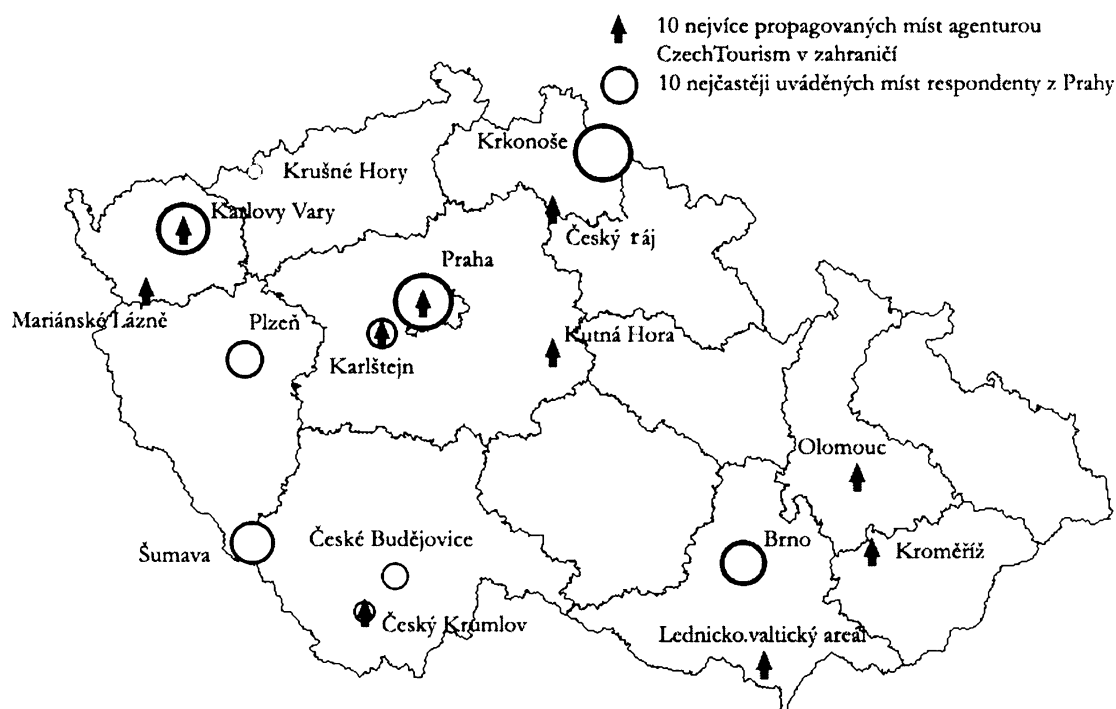 10 nejvíce propagovaných míst agenturou
CzechTourism v zahraničí
10 nejčastěji uváděných míst respondenty z Prahy
Krkonoše
Krušné Hory
Karlovy Vary
Český ráj
Praha
Mariánské Lázně
Plzeň
Kutná Hora
Karlštejn
Olomouc
České Budějovice
Brno
Šumava
Kroměříž
Český Krumlov
Lednicko.valtický areál